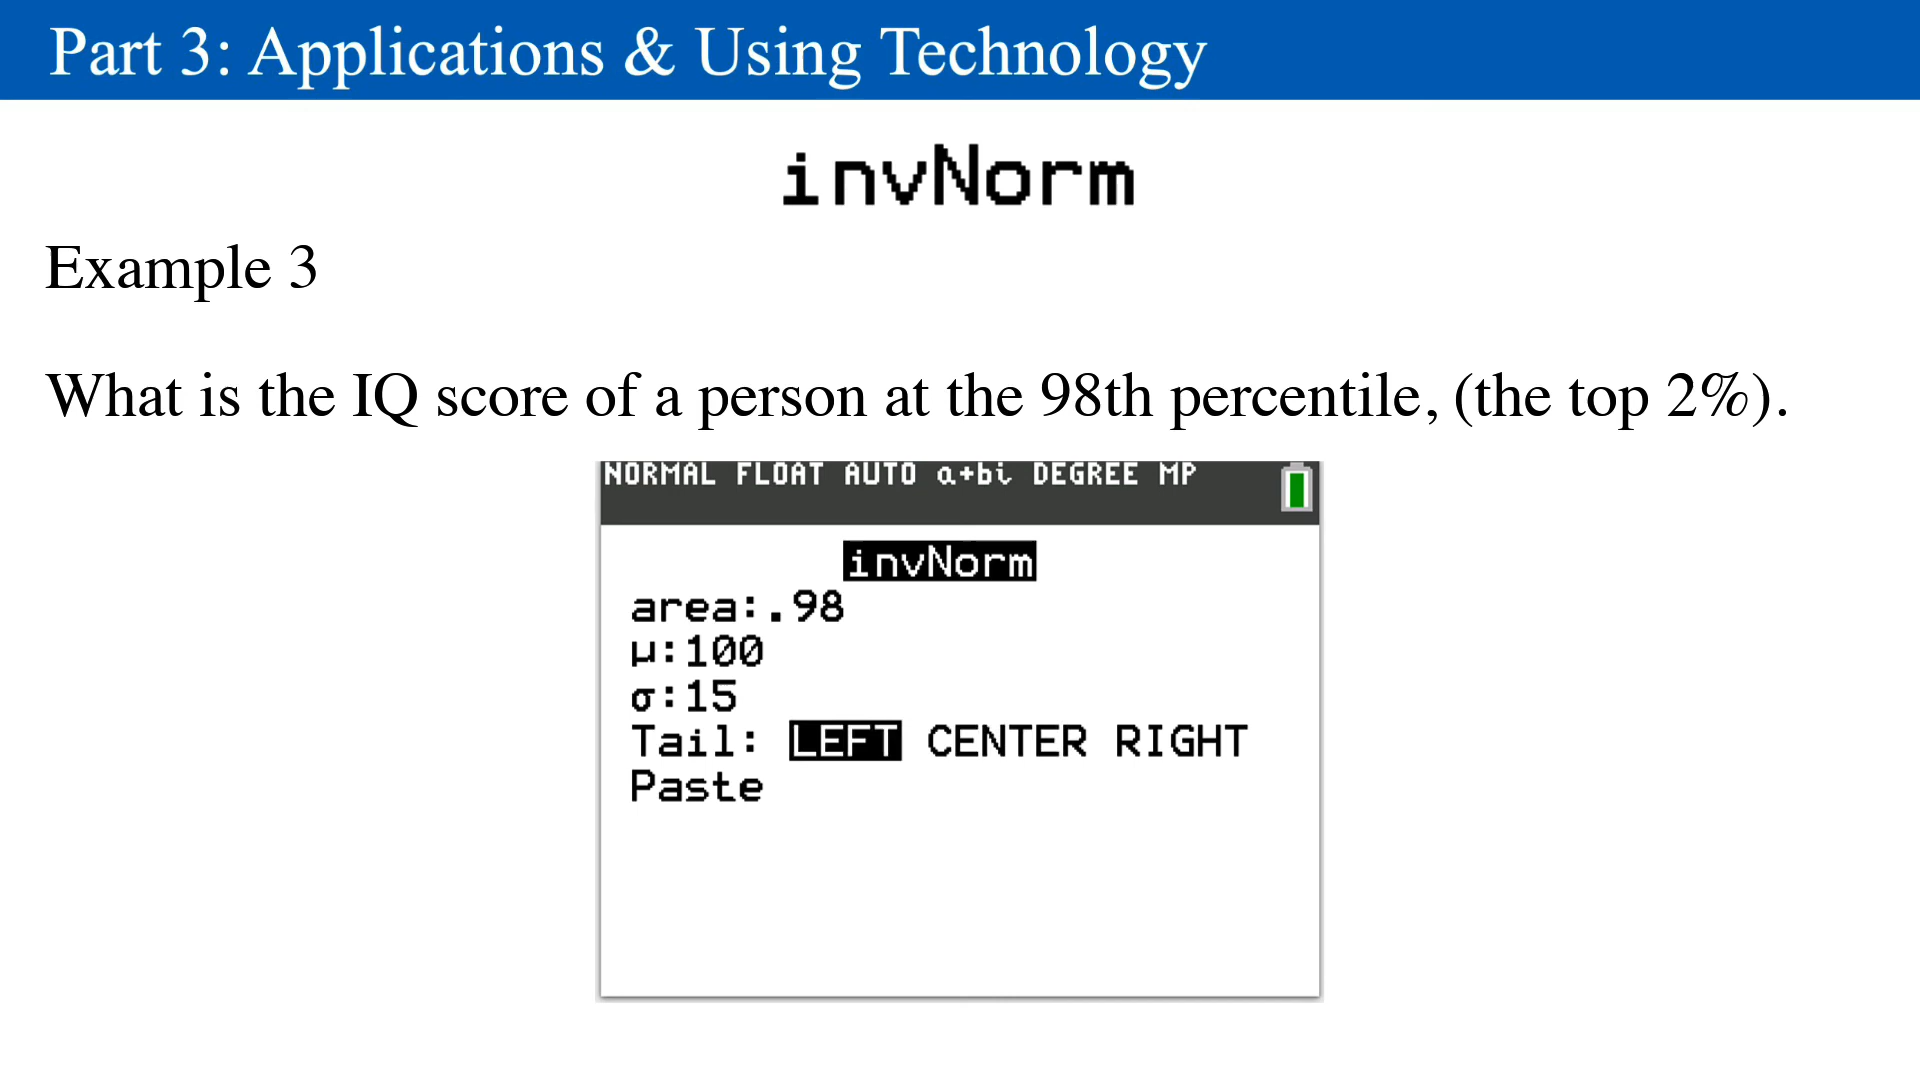 Part 3: Applications & Using Technology
invNorm
Example 3
What is the IQ score of a person at the 98th percentile, (the top 2%).
NORMAL FLOAT AUTO a+bi DEGREE MP
invNorm
area:.98
μ:100
σ:15
Tail: LEFT CENTER RIGHT
Paste